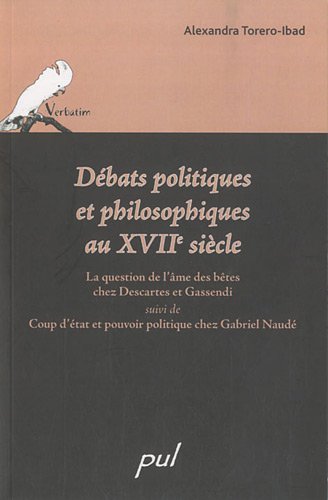 Alexandra Torero-Ibad
Verbatim
Débats politiques
et philosophiques
au XVIIe siècle
La question de l'âme des bêtes
chez Descartes et Gassendi
suivi de
Coup d'état et pouvoir politique chez Gabriel Naudé
pul